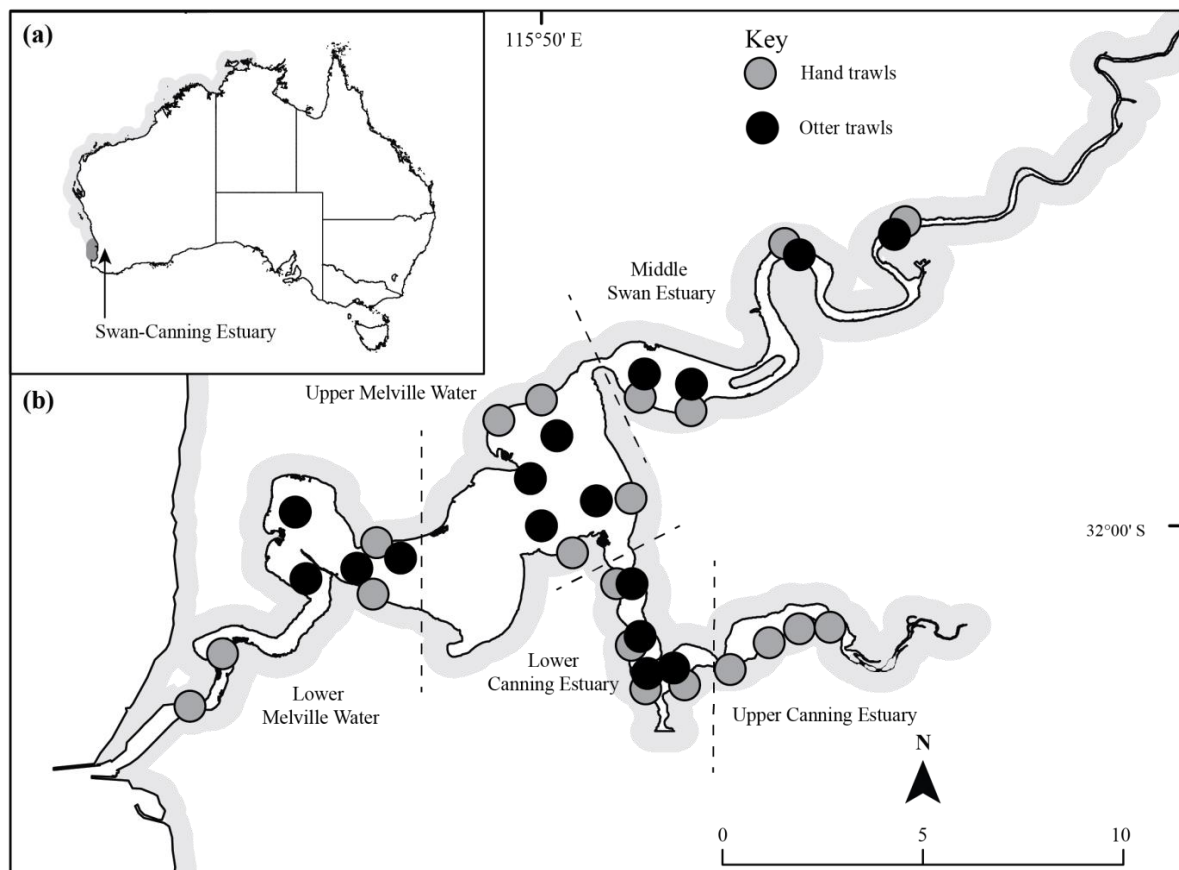 (a)
115°50' E
Key
Hand trawls
Otter trawls
Swan-Canning Estuary
Middle
Swan Estuary
Upper Melville Water
(b)
32°00' S
Lower
Melville Water
Lower
Canning Estuary
Upper Canning Estuary
N
0
5
10